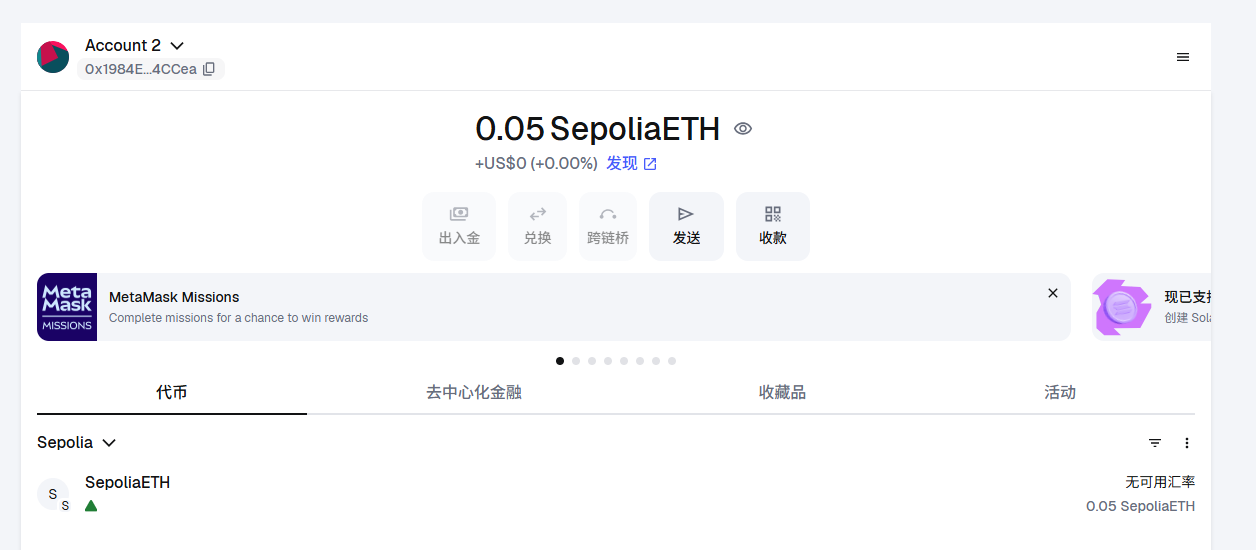 Account 2
0x1984E...4CCea
0.05 SepoliaETH
+US$0 (+0.00%) 发现
出入金 兑换 跨链桥 发送 收款
Meta
Mask
MISSIONS
MetaMask Missions
Complete missions for a chance to win rewards
现已支
创建 Sola
代币 去中心化金融 收藏品 活动
Sepolia
S
S
SepoliaETH
无可用汇率
0.05 SepoliaETH